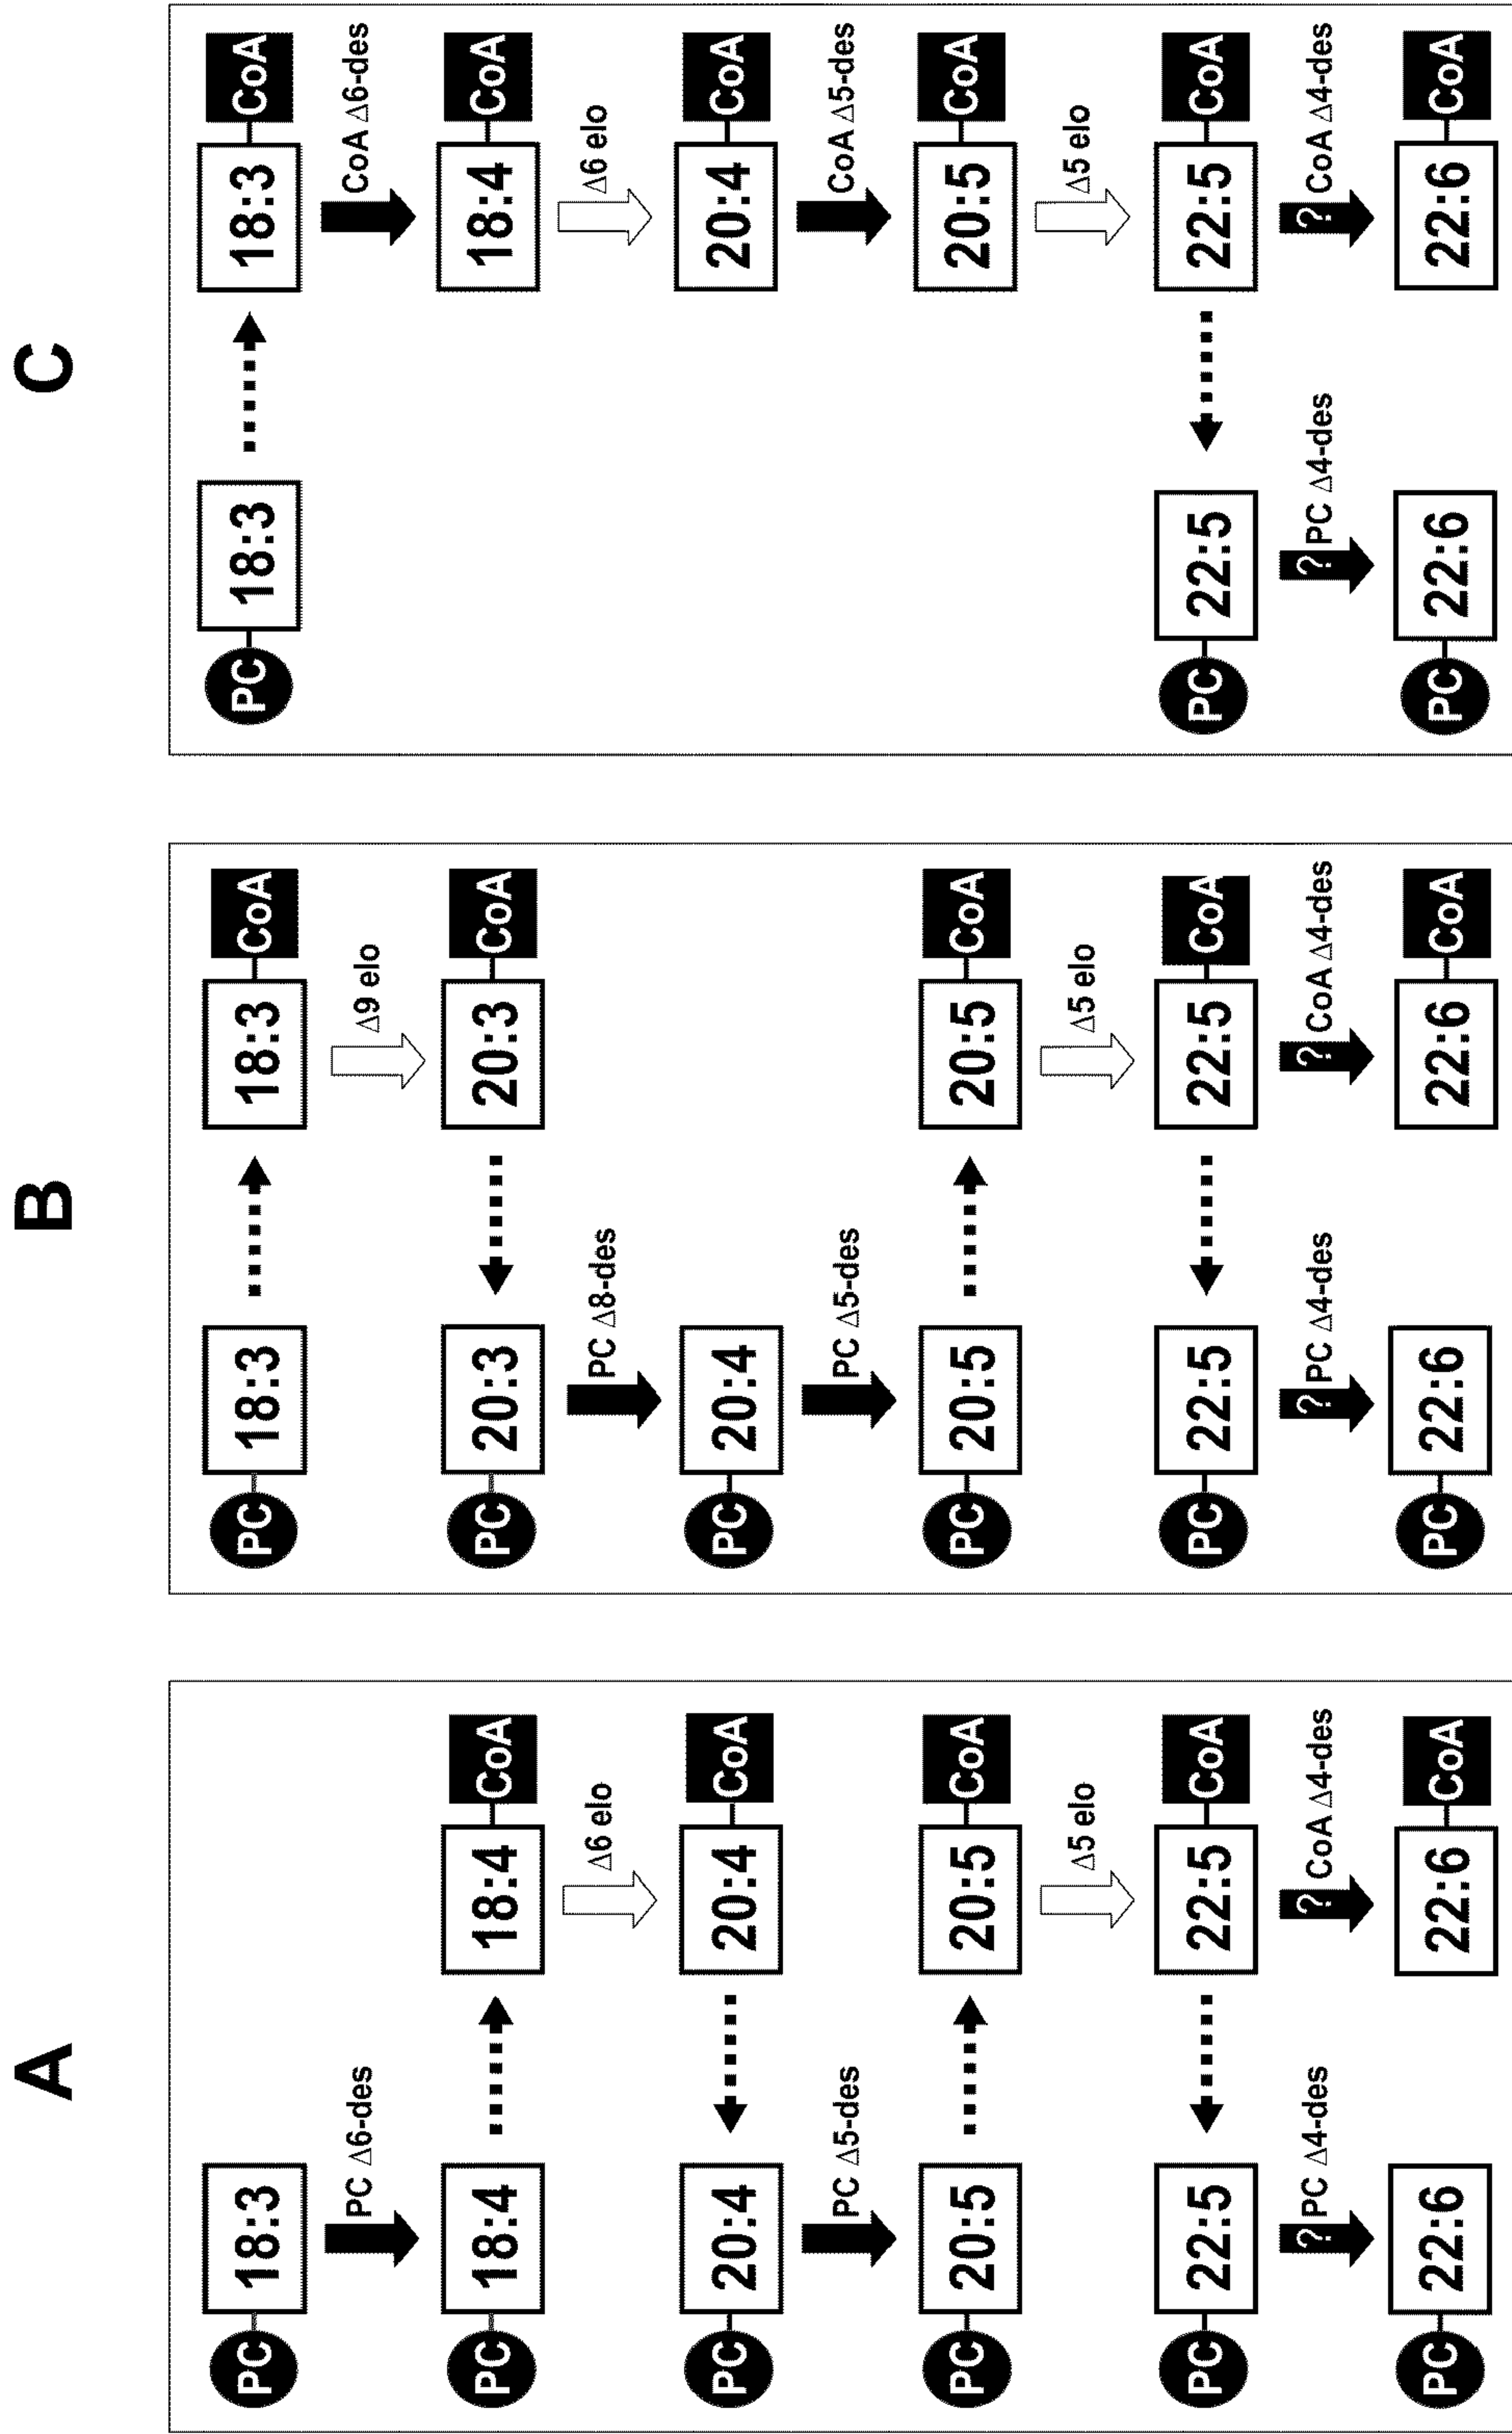 A
PC 18:3
PC Δ6-des
PC 18:4
18:4 CoA
Δ6 elo
PC 20:4
20:4 CoA
PC Δ5-des
PC 20:5
20:5 CoA
Δ5 elo
PC 22:5
22:5 CoA
? PC Δ4-des
? CoA Δ4-des
PC 22:6
22:6 CoA
B
PC 18:3
18:3 CoA
Δ9 elo
PC 20:3
20:3 CoA
PC Δ8-des
PC 20:4
PC Δ5-des
PC 20:5
20:5 CoA
Δ5 elo
PC 22:5
22:5 CoA
? PC Δ4-des
? CoA Δ4-des
PC 22:6
22:6 CoA
C
PC 18:3
18:3 CoA
CoA Δ6-des
18:4 CoA
Δ6 elo
20:4 CoA
CoA Δ5-des
20:5 CoA
Δ5 elo
PC 22:5
22:5 CoA
? PC Δ4-des
? CoA Δ4-des
PC 22:6
22:6 CoA